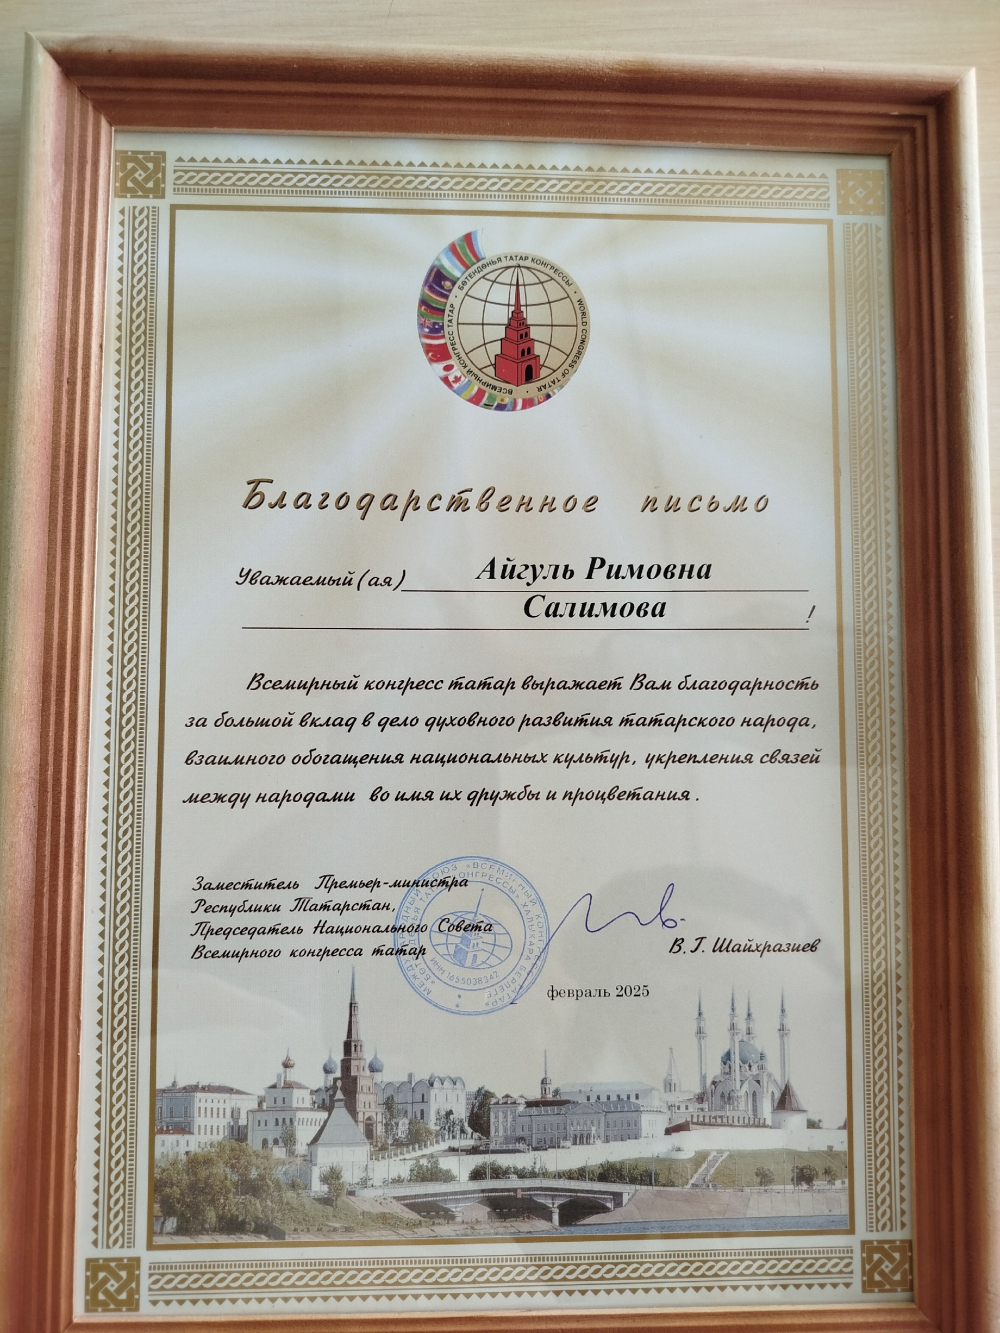 БӨТЕНДӨНЬЯ ТАТАР КОНГРЕССЫ • WORLD CONGRESS OF TATAR • ВСЕМИРНЫЙ КОНГРЕСС ТАТАР •
Благодарственное письмо
Уважаемый(ая) Айгуль Римовна
Салимова !
Всемирный конгресс татар выражает Вам благодарность
за большой вклад в дело духовного развития татарского народа,
взаимного обогащения национальных культур, укрепления связей
между народами во имя их дружбы и процветания.
Заместитель Премьер-министра
Республики Татарстан,
Председатель Национального Совета
Всемирного конгресса татар
В.Г. Шайхразиев
ИНН 1655038342
февраль 2025